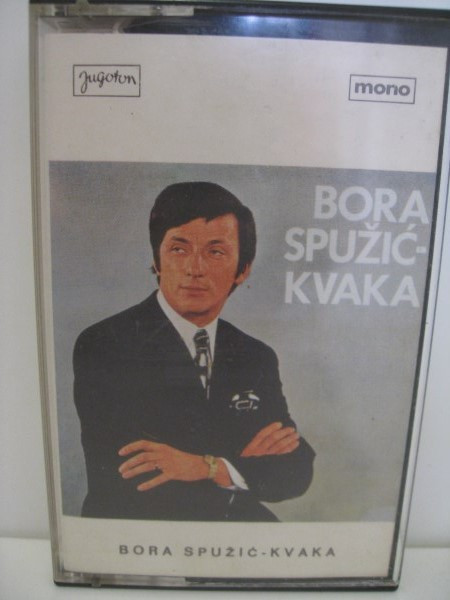 Jugoton
mono
BORA
SPUŽIĆ-
KVAKA
BORA SPUŽIĆ-KVAKA